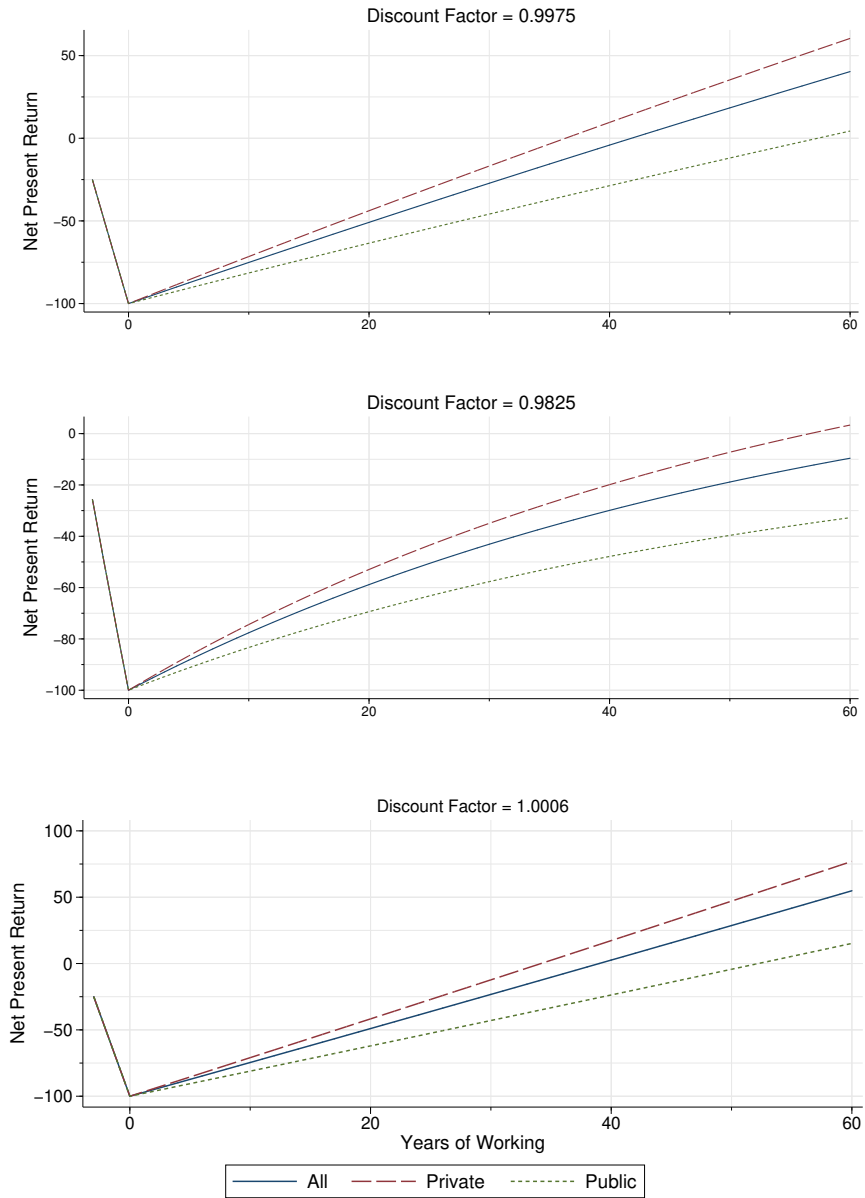 Discount Factor = 0.9975
Net Present Return
50
0
−50
−100
0 20 40 60
Discount Factor = 0.9825
Net Present Return
0
−20
−40
−60
−80
−100
0 20 40 60
Discount Factor = 1.0006
Net Present Return
100
50
0
−50
−100
0 20 40 60
Years of Working
All Private Public